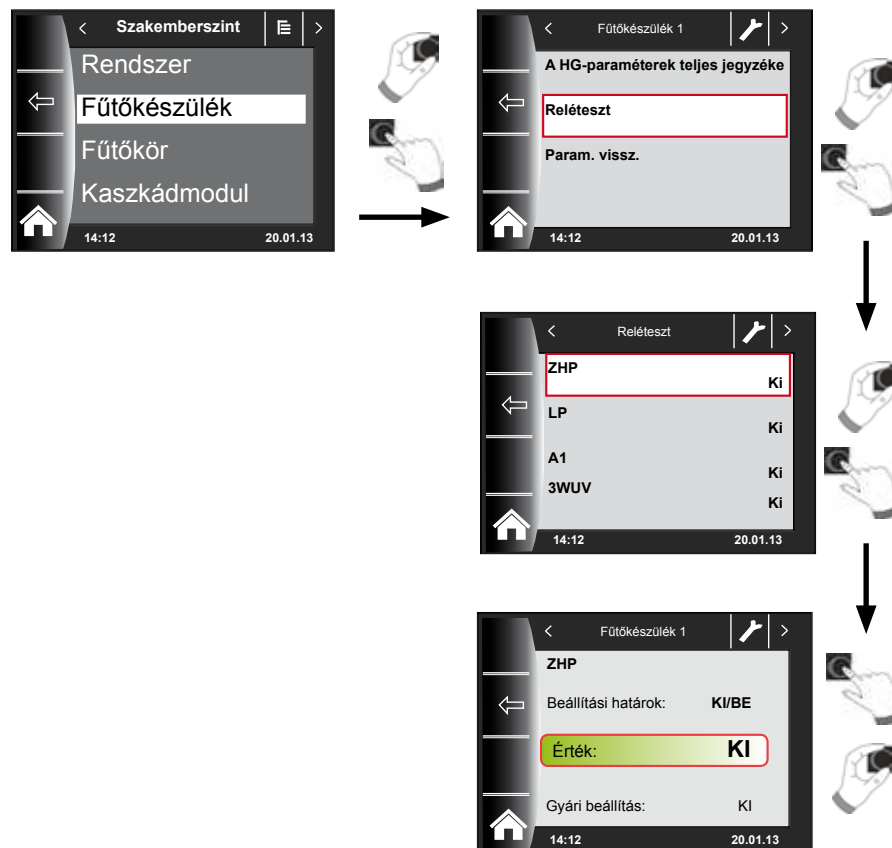 Szakemberszint
Rendszer
Fűtőkészülék
Fűtőkör
Kaszkádmodul
14:12 20.01.13
Fűtőkészülék 1
A HG-paraméterek teljes jegyzéke
Reléteszt
Param. vissz.
14:12 20.01.13
Reléteszt
ZHP
Ki
LP
Ki
A1
Ki
3WUV
Ki
14:12 20.01.13
Fűtőkészülék 1
ZHP
Beállítási határok: KI/BE
Érték: KI
Gyári beállítás: KI
14:12 20.01.13